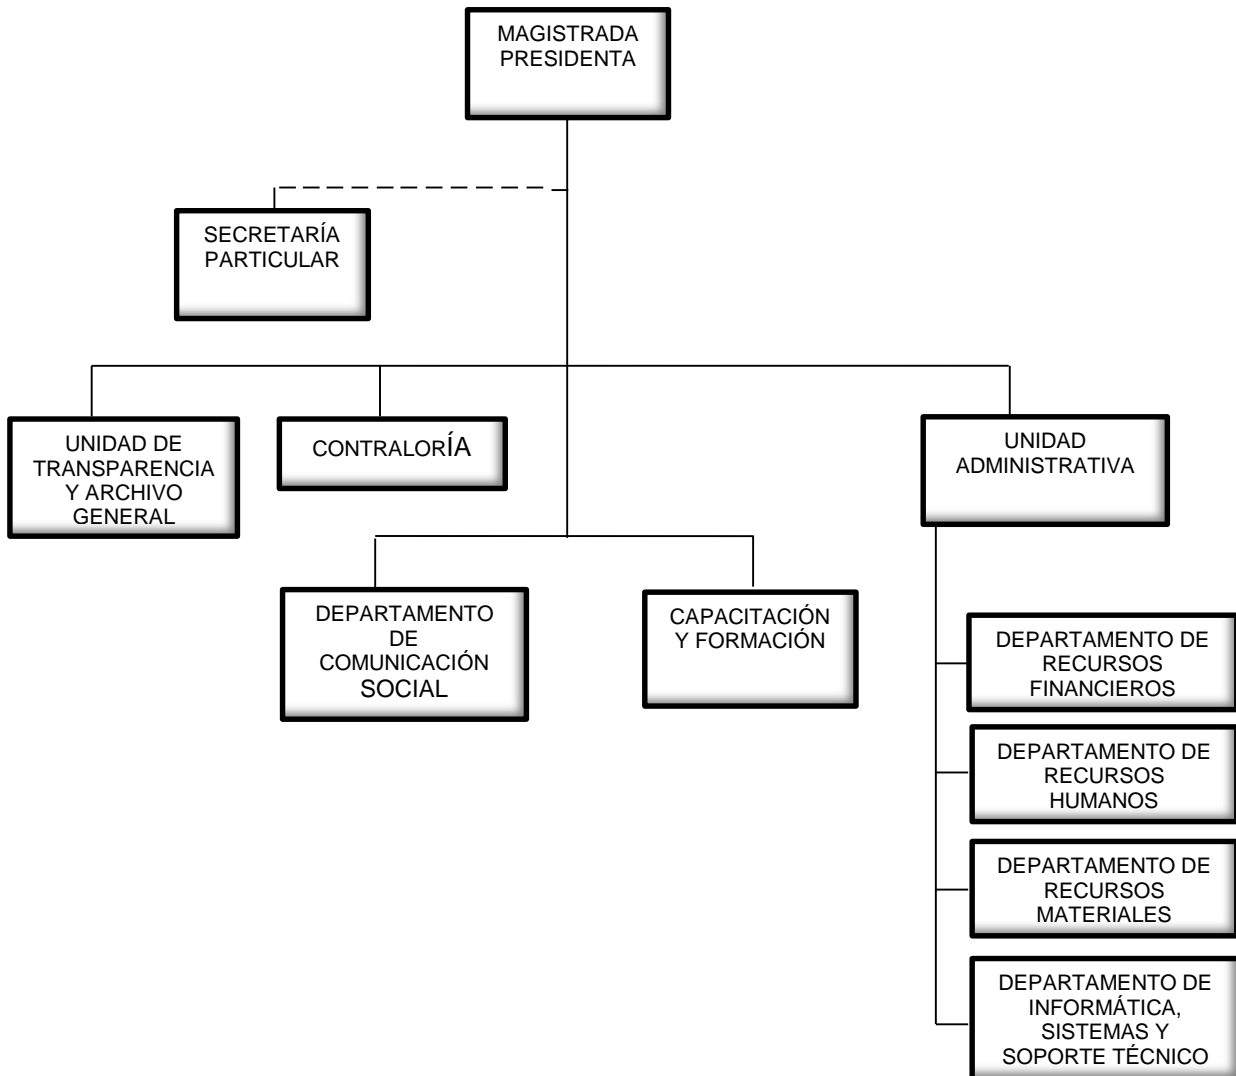 MAGISTRADA
PRESIDENTA
SECRETARÍA
PARTICULAR
UNIDAD DE
TRANSPARENCIA
Y ARCHIVO
GENERAL
CONTRALORÍA
UNIDAD
ADMINISTRATIVA
DEPARTAMENTO
DE
COMUNICACIÓN
SOCIAL
CAPACITACIÓN
Y FORMACIÓN
DEPARTAMENTO DE
RECURSOS
FINANCIEROS
DEPARTAMENTO DE
RECURSOS
HUMANOS
DEPARTAMENTO DE
RECURSOS
MATERIALES
DEPARTAMENTO DE
INFORMÁTICA,
SISTEMAS Y
SOPORTE TÉCNICO